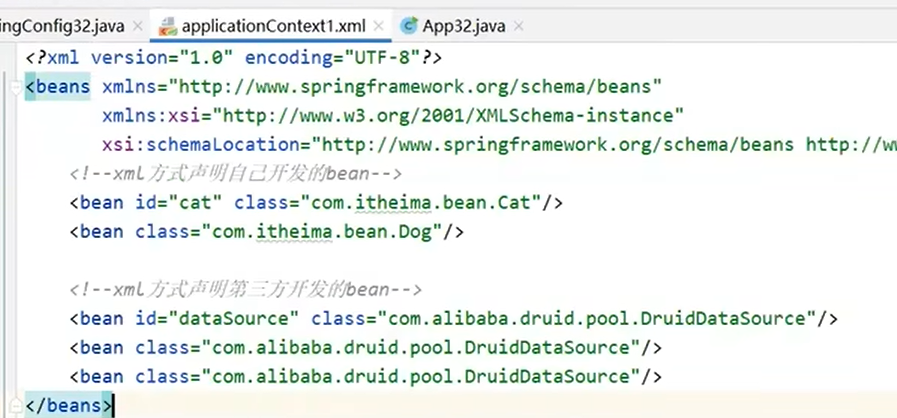 ingConfig32.java × applicationContext1.xml × App32.java ×
<?xml version="1.0" encoding="UTF-8"?>
<beans xmlns="http://www.springframework.org/schema/beans"
xmlns:xsi="http://www.w3.org/2001/XMLSchema-instance"
xsi:schemaLocation="http://www.springframework.org/schema/beans http://ww
<!--xml方式声明自己开发的bean-->
<bean id="cat" class="com.itheima.bean.Cat"/>
<bean class="com.itheima.bean.Dog"/>
<!--xml方式声明第三方开发的bean-->
<bean id="dataSource" class="com.alibaba.druid.pool.DruidDataSource"/>
<bean class="com.alibaba.druid.pool.DruidDataSource"/>
<bean class="com.alibaba.druid.pool.DruidDataSource"/>
</beans>